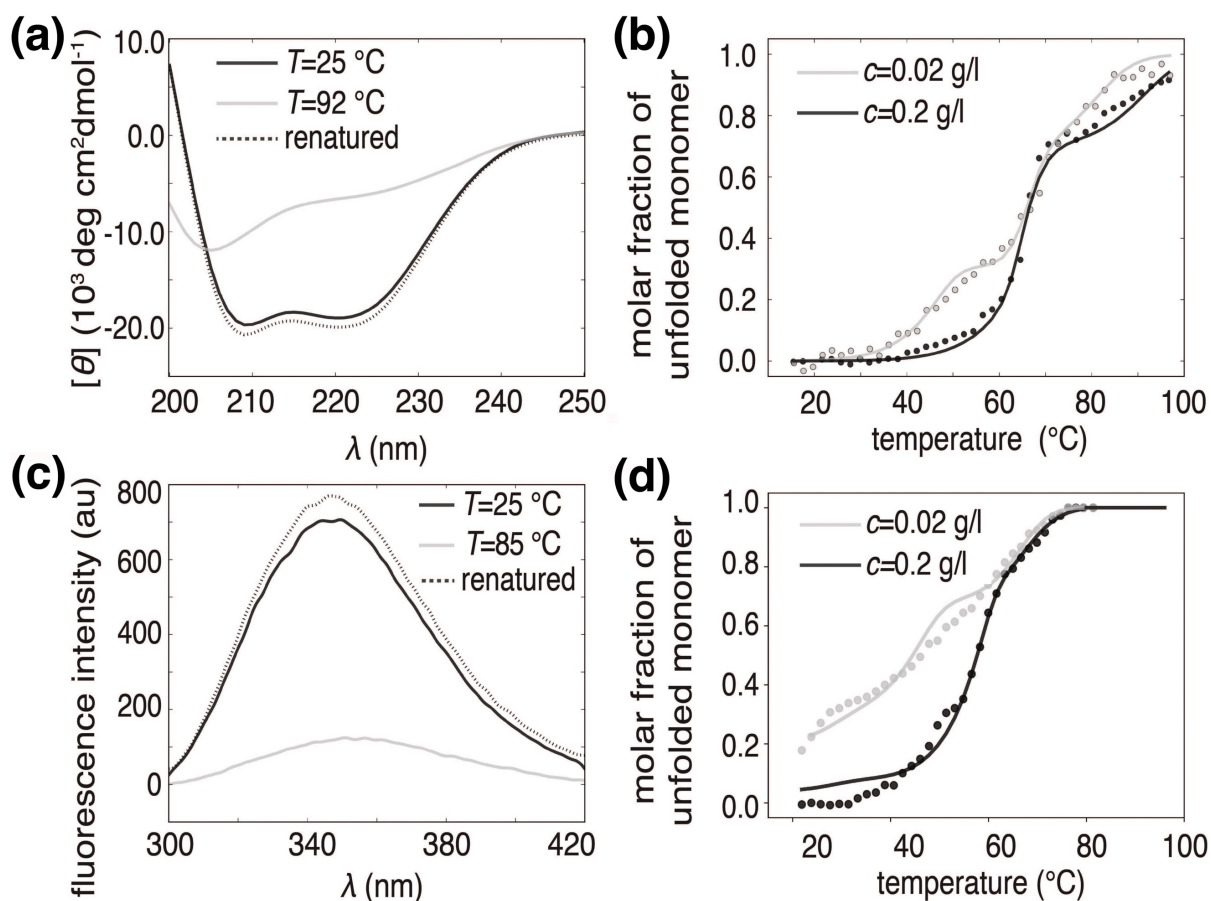 (a)
[θ] (10³ deg cm²dmol⁻¹)
10.0
0.0
-10.0
-20.0
T=25 °C
T=92 °C
renatured
200 210 220 230 240 250
λ (nm)
(b)
molar fraction of
unfolded monomer
1.0
0.8
0.6
0.4
0.2
0.0
c=0.02 g/l
c=0.2 g/l
20 40 60 80 100
temperature (°C)
(c)
fluorescence intensity (au)
800
600
400
200
0
T=25 °C
T=85 °C
renatured
300 340 380 420
λ (nm)
(d)
molar fraction of
unfolded monomer
1.0
0.8
0.6
0.4
0.2
0.0
c=0.02 g/l
c=0.2 g/l
20 40 60 80 100
temperature (°C)